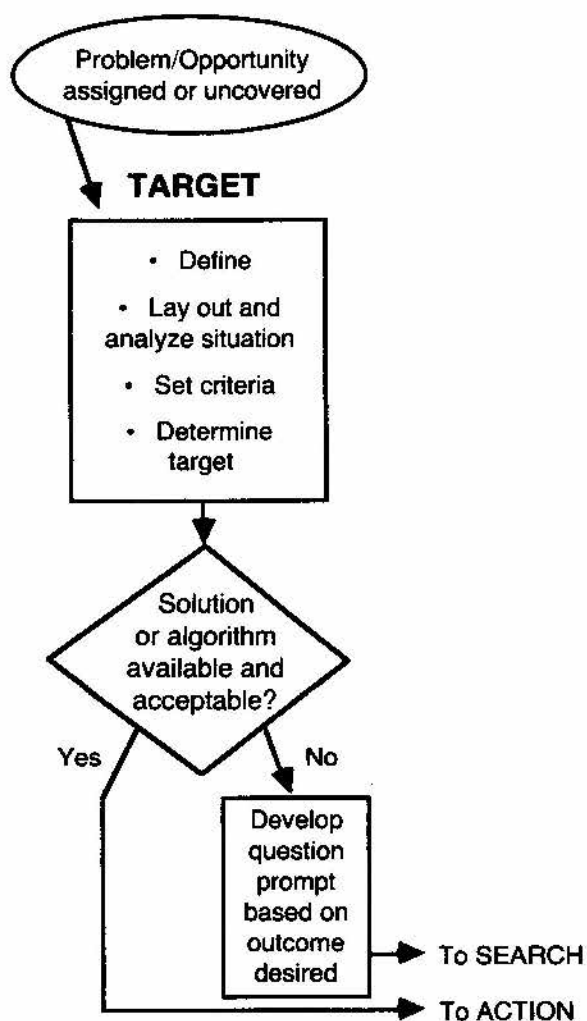 Problem/Opportunity
assigned or uncovered
TARGET
• Define
• Lay out and
analyze situation
• Set criteria
• Determine
target
Solution
or algorithm
available and
acceptable?
Yes
No
Develop
question
prompt
based on
outcome
desired
To SEARCH
To ACTION